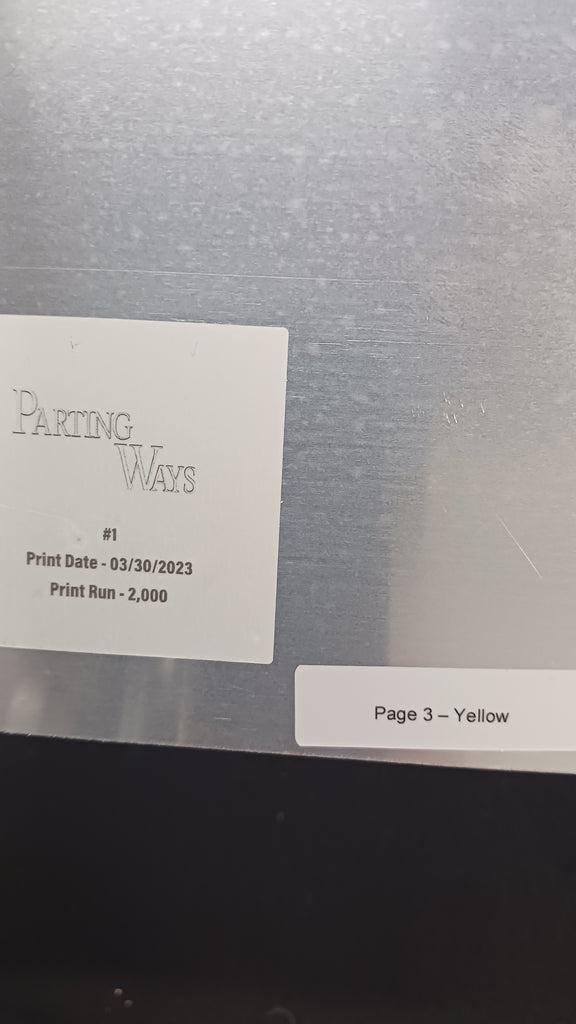 PARTING
WAYS
#1
Print Date - 03/30/2023
Print Run - 2,000
Page 3 – Yellow